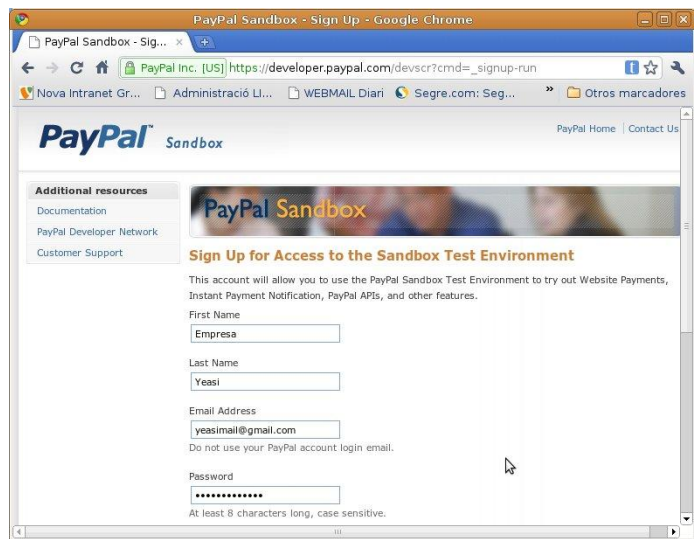 PayPal Sandbox - Sign Up - Google Chrome
PayPal Sandbox - Sig...
PayPal Inc. [US] https://developer.paypal.com/devscr?cmd=_signup-run
Nova Intranet Gr... Administració LI... WEBMAIL Diari Segre.com: Seg... » Otros marcadores
PayPal™ Sandbox
PayPal Home | Contact Us
Additional resources
Documentation
PayPal Developer Network
Customer Support
PayPal Sandbox
Sign Up for Access to the Sandbox Test Environment
This account will allow you to use the PayPal Sandbox Test Environment to try out Website Payments,
Instant Payment Notification, PayPal APIs, and other features.
First Name
Empresa
Last Name
Yeasi
Email Address
yeasimail@gmail.com
Do not use your PayPal account login email.
Password
•••••••••••••
At least 8 characters long, case sensitive.